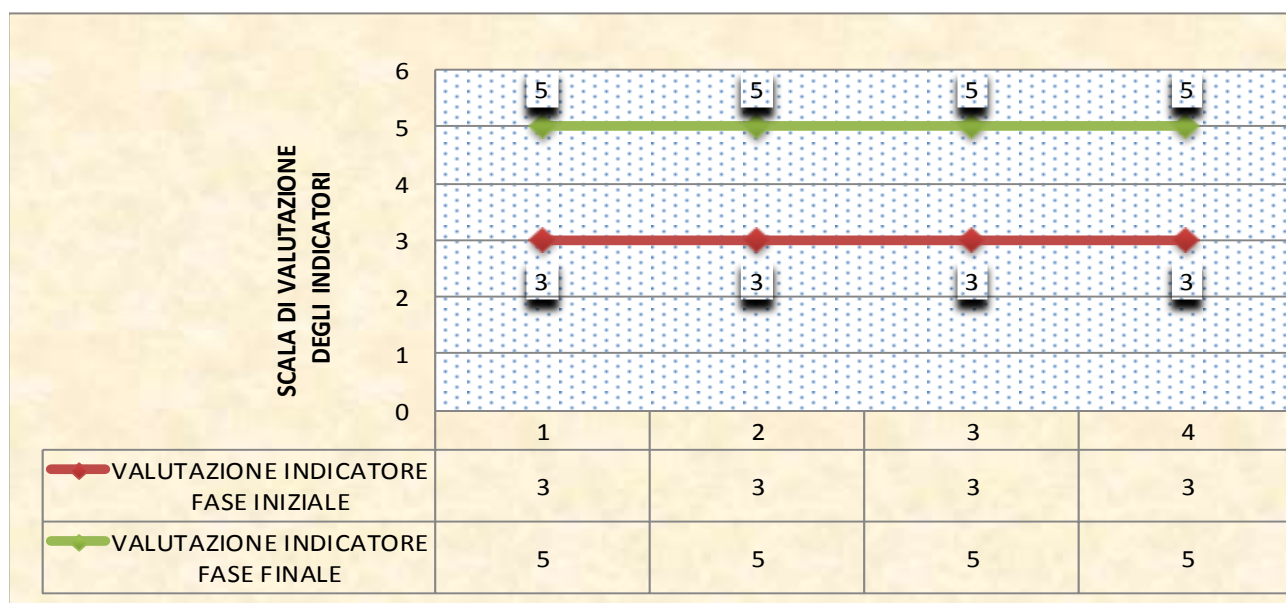 SCALA DI VALUTAZIONE
DEGLI INDICATORI
6
5
4
3
2
1
0
5 5 5 5
3 3 3 3
1 2 3 4
VALUTAZIONE INDICATORE
FASE INIZIALE
3 3 3 3
VALUTAZIONE INDICATORE
FASE FINALE
5 5 5 5